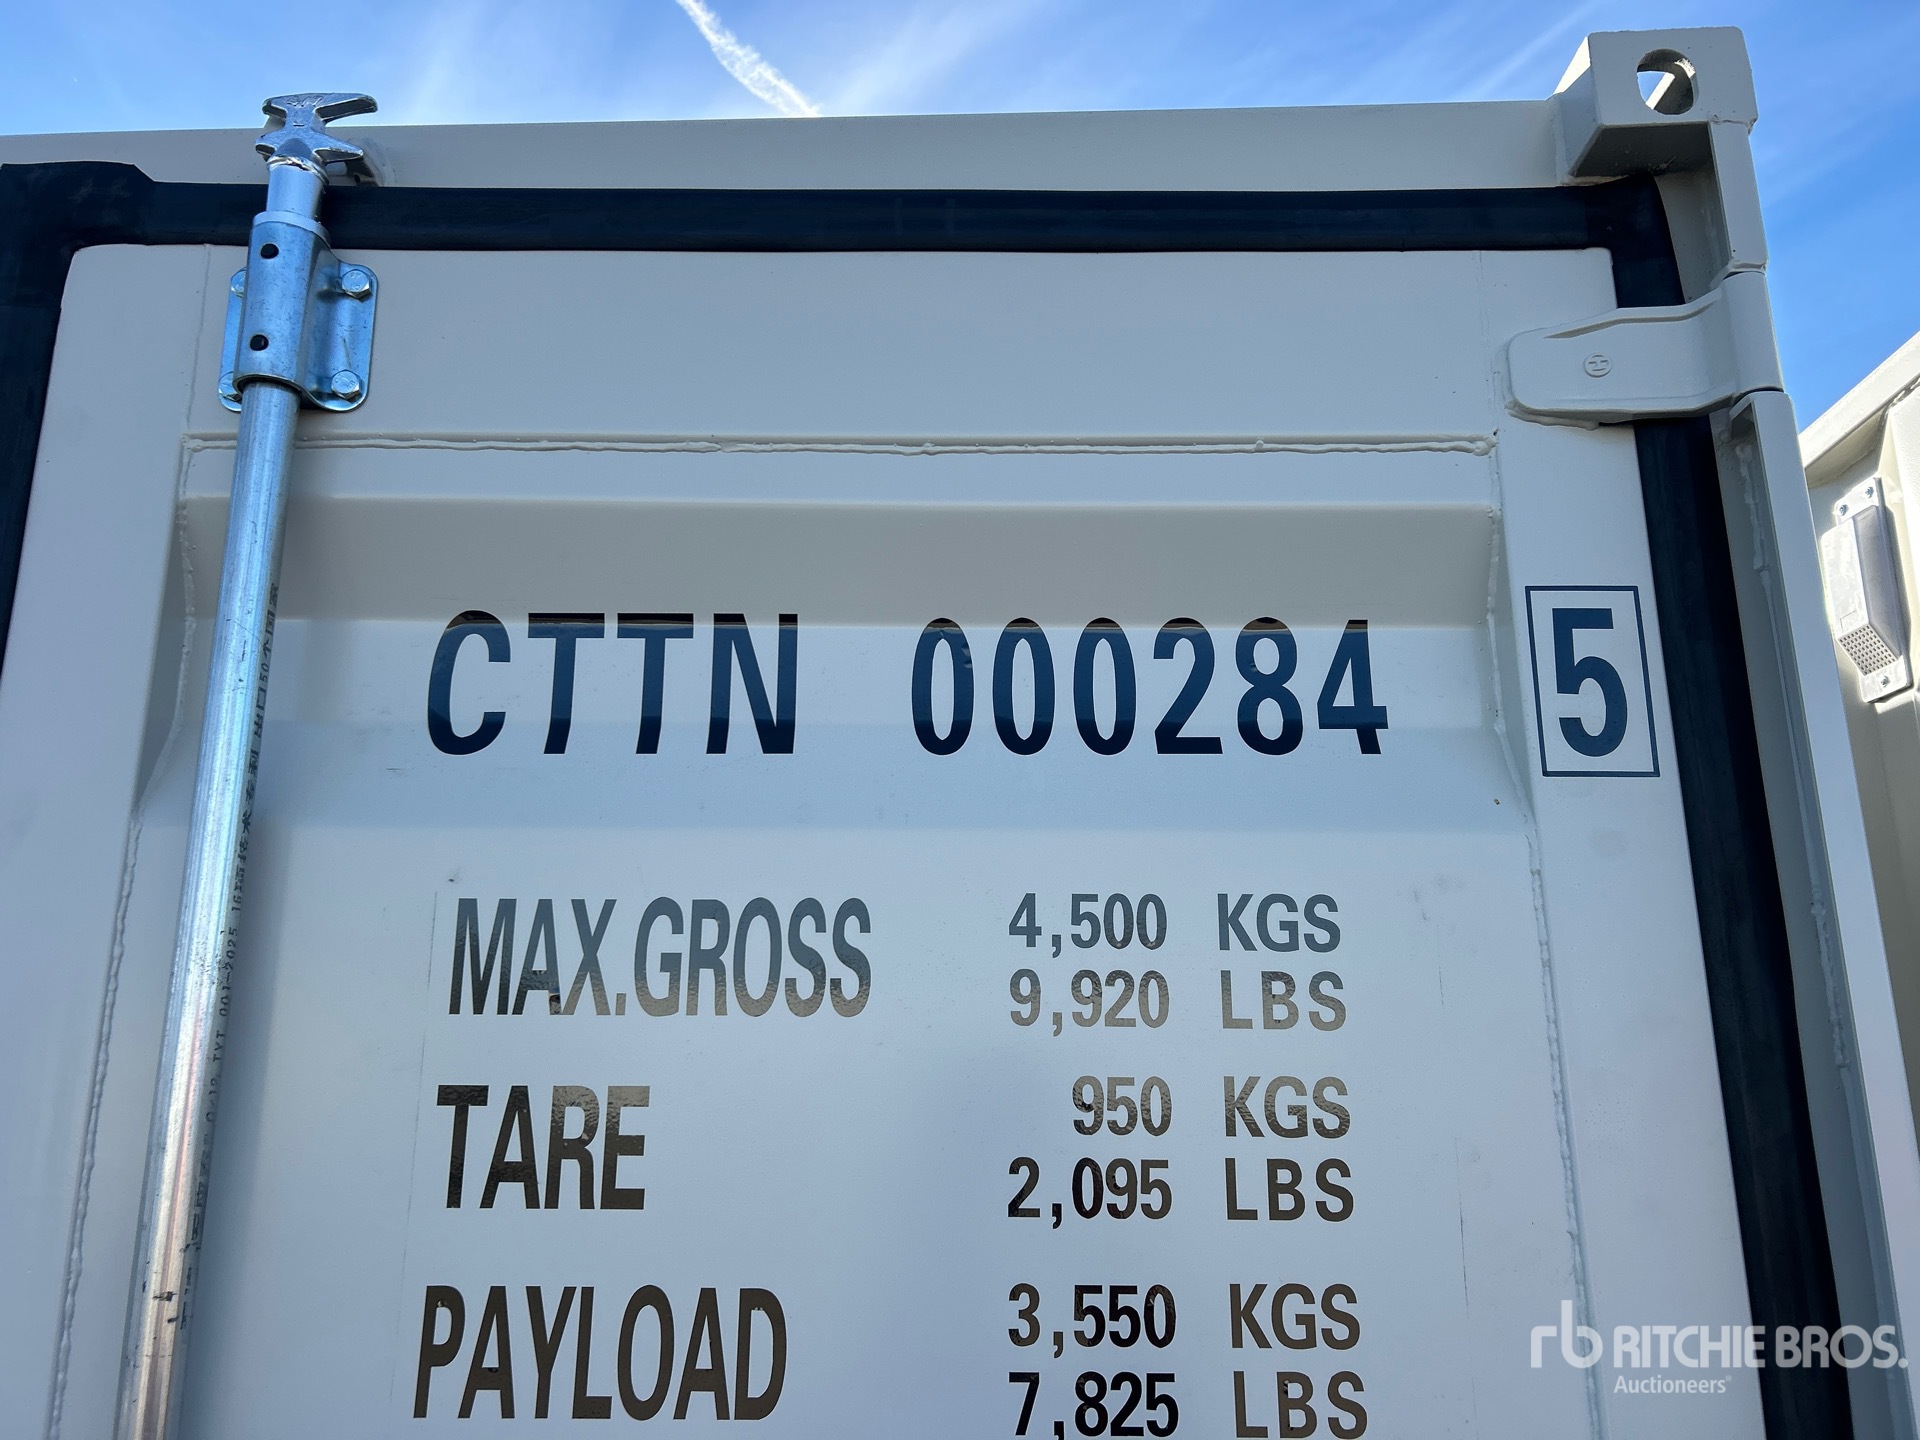 CTTN 000284 5
MAX.GROSS 4,500 KGS
9,920 LBS
TARE 950 KGS
2,095 LBS
PAYLOAD 3,550 KGS
7,825 LBS
rb RITCHIE BROS.
Auctioneers